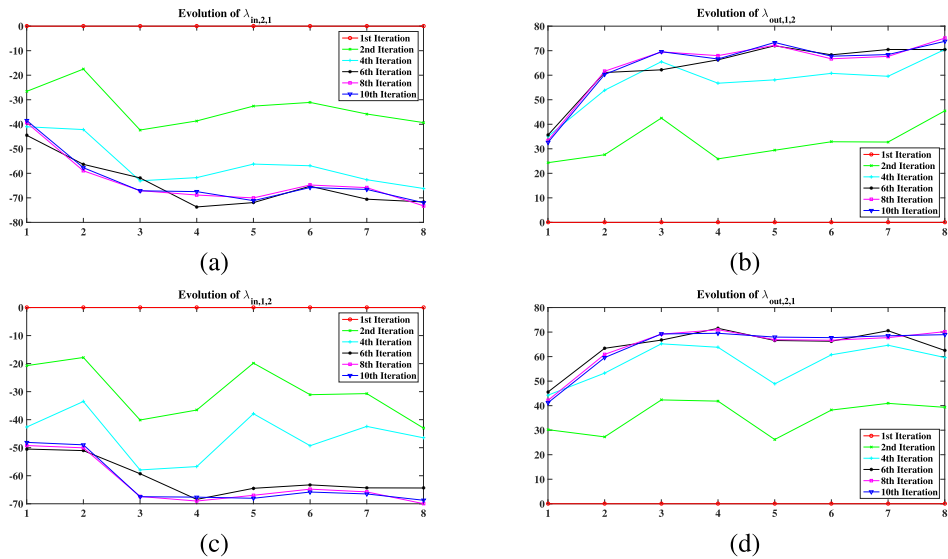 Evolution of λin,2,1
0
-10
-20
-30
-40
-50
-60
-70
-80
1 2 3 4 5 6 7 8
1st Iteration
2nd Iteration
4th Iteration
6th Iteration
8th Iteration
10th Iteration
(a)
Evolution of λout,1,2
80
70
60
50
40
30
20
10
0
1 2 3 4 5 6 7 8
1st Iteration
2nd Iteration
4th Iteration
6th Iteration
8th Iteration
10th Iteration
(b)
Evolution of λin,1,2
0
-10
-20
-30
-40
-50
-60
-70
1 2 3 4 5 6 7 8
1st Iteration
2nd Iteration
4th Iteration
6th Iteration
8th Iteration
10th Iteration
(c)
Evolution of λout,2,1
80
70
60
50
40
30
20
10
0
1 2 3 4 5 6 7 8
1st Iteration
2nd Iteration
4th Iteration
6th Iteration
8th Iteration
10th Iteration
(d)